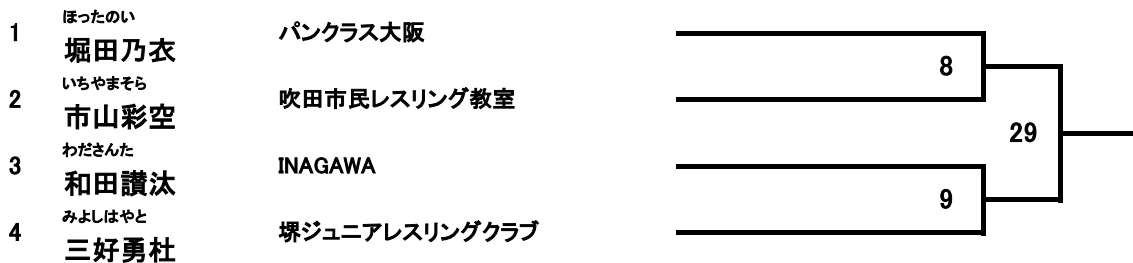 ほったのい
1 堀田乃衣 パンクラス大阪
8
いちやまそら
2 市山彩空 吹田市民レスリング教室
29
わださんた
3 和田讃汰 INAGAWA
9
みよしはやと
4 三好勇杜 堺ジュニアレスリングクラブ